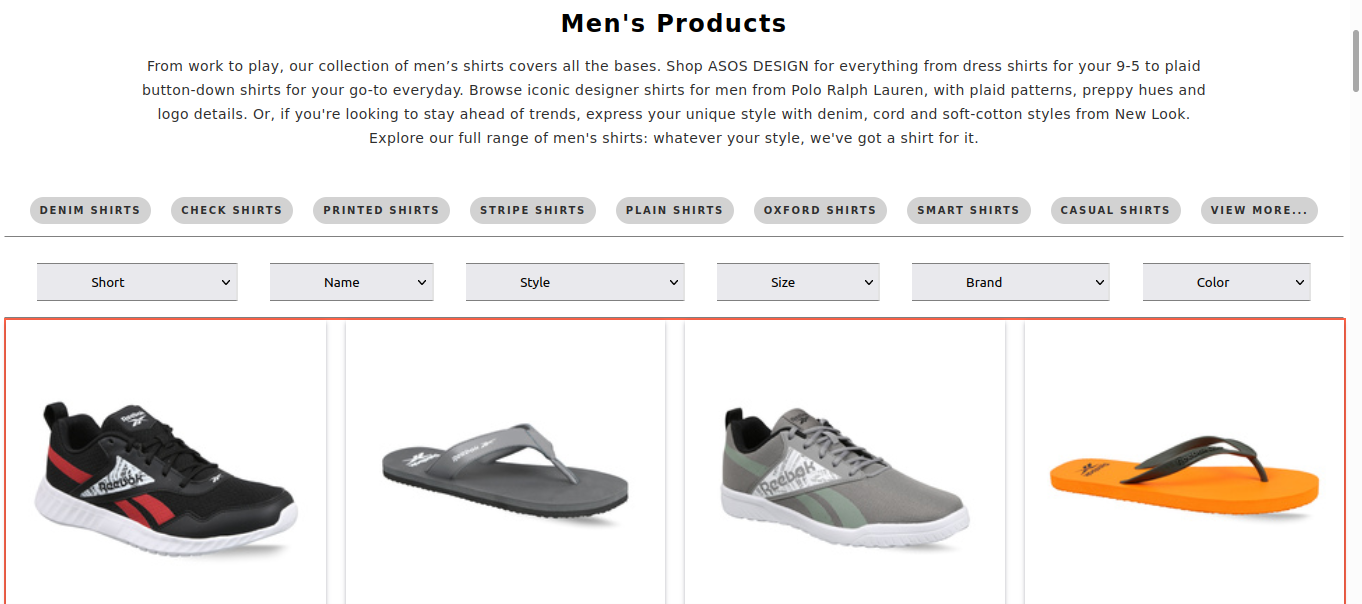 Men's Products
From work to play, our collection of men’s shirts covers all the bases. Shop ASOS DESIGN for everything from dress shirts for your 9-5 to plaid
button-down shirts for your go-to everyday. Browse iconic designer shirts for men from Polo Ralph Lauren, with plaid patterns, preppy hues and
logo details. Or, if you're looking to stay ahead of trends, express your unique style with denim, cord and soft-cotton styles from New Look.
Explore our full range of men's shirts: whatever your style, we've got a shirt for it.
DENIM SHIRTS
CHECK SHIRTS
PRINTED SHIRTS
STRIPE SHIRTS
PLAIN SHIRTS
OXFORD SHIRTS
SMART SHIRTS
CASUAL SHIRTS
VIEW MORE...
Short
Name
Style
Size
Brand
Color
Reebok
Reebok
Reebok
Reebok